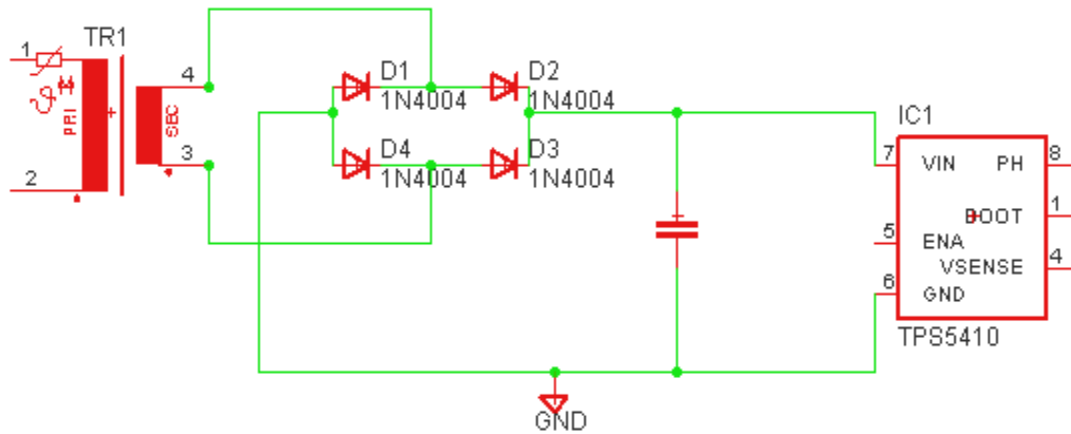 TR1
1
2
PRI
SEC
4
3
D1
1N4004
D2
1N4004
D4
1N4004
D3
1N4004
GND
IC1
7 VIN PH 8
BOOT 1
5 ENA
VSENSE 4
6 GND
TPS5410